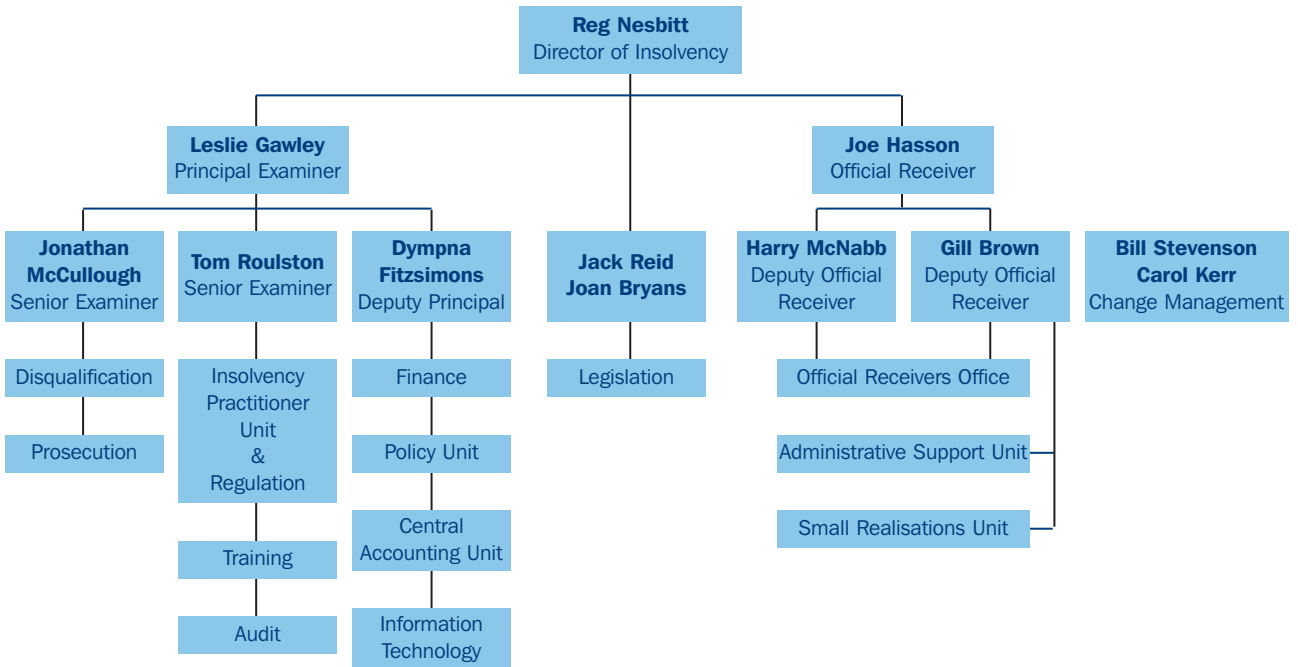 Reg Nesbitt
Director of Insolvency
Leslie Gawley
Principal Examiner
Joe Hasson
Official Receiver
Jonathan
McCullough
Senior Examiner
Tom Roulston
Senior Examiner
Dympna
Fitzsimons
Deputy Principal
Jack Reid
Joan Bryans
Harry McNabb
Deputy Official
Receiver
Gill Brown
Deputy Official
Receiver
Bill Stevenson
Carol Kerr
Change Management
Disqualification
Prosecution
Insolvency
Practitioner
Unit
&
Regulation
Training
Audit
Finance
Policy Unit
Central
Accounting Unit
Information
Technology
Legislation
Official Receivers Office
Administrative Support Unit
Small Realisations Unit